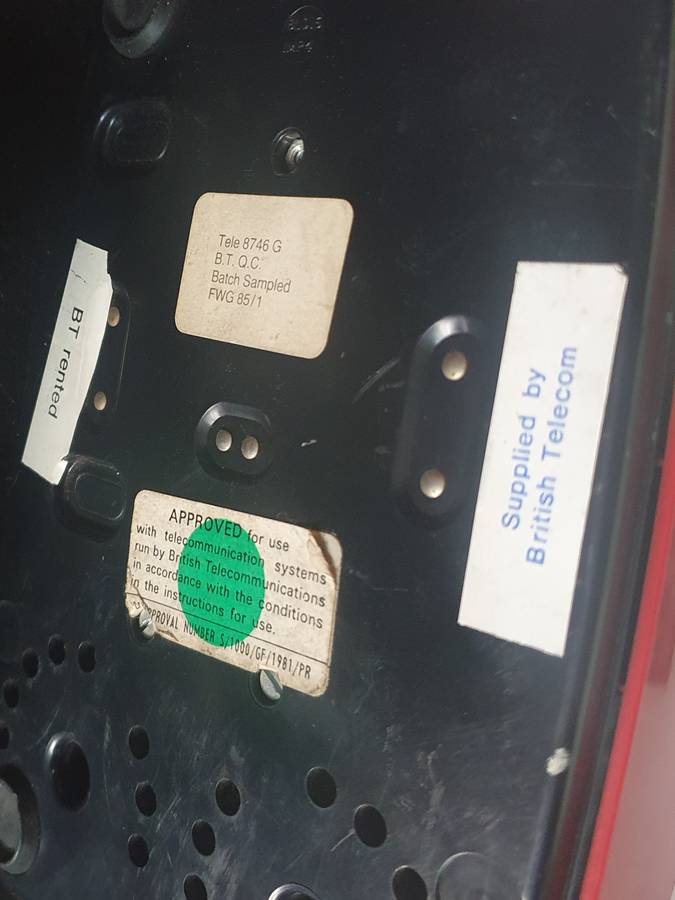 Tele 8746 G
B.T. Q.C.
Batch Sampled
FWG 85/1
BT rented
Supplied by
British Telecom
APPROVED for use
with telecommunication systems
run by British Telecommunications
in accordance with the conditions
in the instructions for use.
APPROVAL NUMBER S/1000/GF/1981/PR